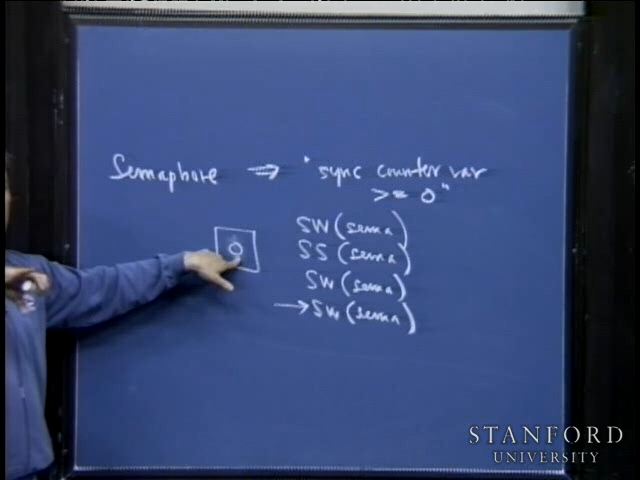 Semaphore → "sync counter var
>= 0"
SW(sema)
SS(sema)
0
SW(sema)
→SW(sema)
STANFORD
UNIVERSITY